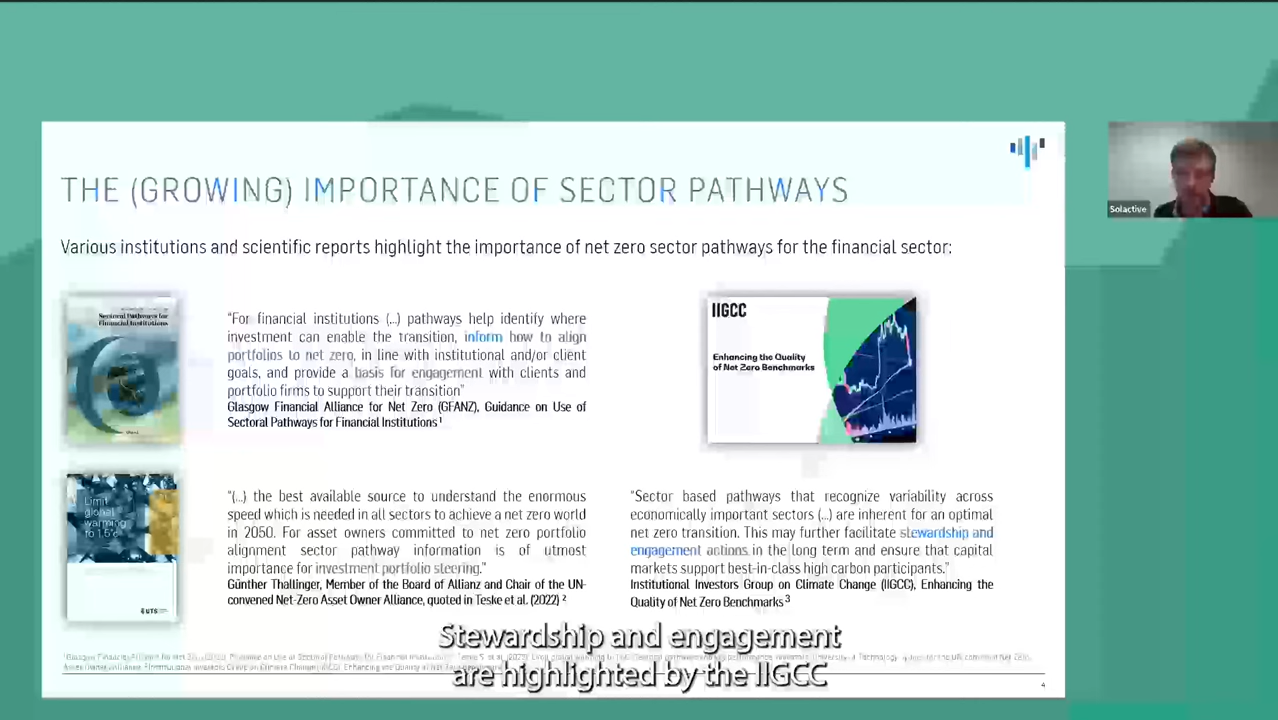 THE (GROWING) IMPORTANCE OF SECTOR PATHWAYS
Solactive
Various institutions and scientific reports highlight the importance of net zero sector pathways for the financial sector:
Sectoral Pathways for
Financial Institutions
"For financial institutions (...) pathways help identify where
investment can enable the transition, inform how to align
portfolios to net zero, in line with institutional and/or client
goals, and provide a basis for engagement with clients and
portfolio firms to support their transition"
Glasgow Financial Alliance for Net Zero (GFANZ), Guidance on Use of
Sectoral Pathways for Financial Institutions 1
IIGCC
Enhancing the Quality
of Net Zero Benchmarks
Limit
global
warming
to 1.5°c
UTS
"(...) the best available source to understand the enormous
speed which is needed in all sectors to achieve a net zero world
in 2050. For asset owners committed to net zero portfolio
alignment sector pathway information is of utmost
importance for investment portfolio steering."
Günther Thallinger, Member of the Board of Allianz and Chair of the UN-
convened Net-Zero Asset Owner Alliance, quoted in Teske et al. (2022) 2
"Sector based pathways that recognize variability across
economically important sectors (...) are inherent for an optimal
net zero transition. This may further facilitate stewardship and
engagement actions in the long term and ensure that capital
markets support best-in-class high carbon participants."
Institutional Investors Group on Climate Change (IIGCC), Enhancing the
Quality of Net Zero Benchmarks 3
Stewardship and engagement
are highlighted by the IIGCC
4